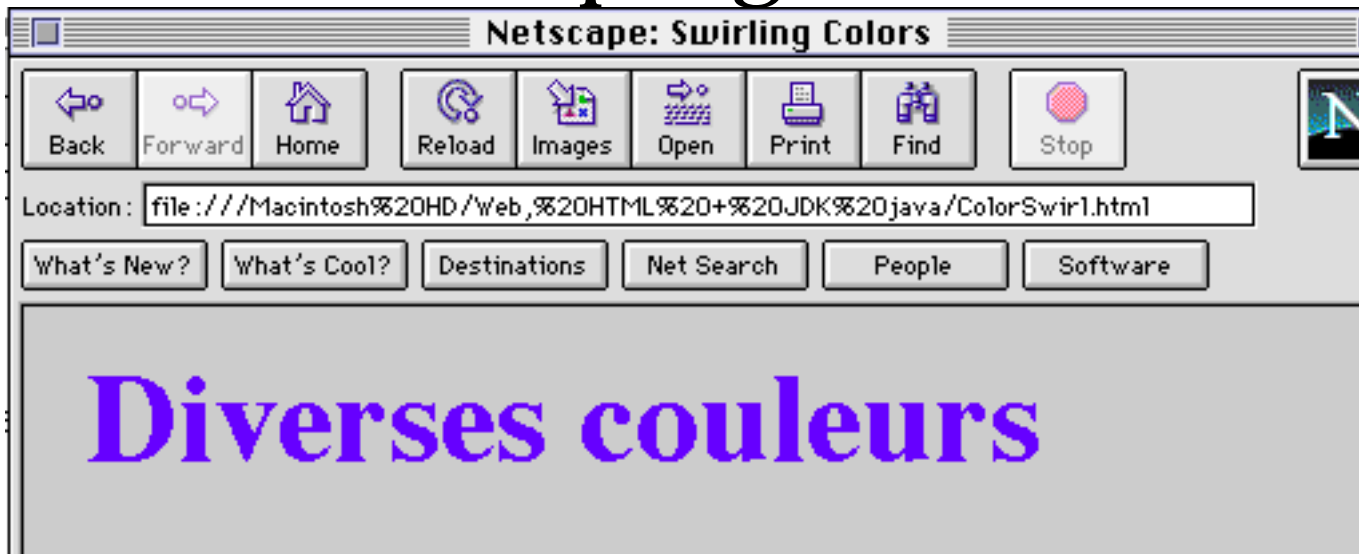 Netscape: Swirling Colors
Back Forward Home Reload Images Open Print Find Stop N
Location: file:///Macintosh%20HD/Web,%20HTML%20+%20JDK%20java/ColorSwirl.html
What's New? What's Cool? Destinations Net Search People Software
Diverses couleurs